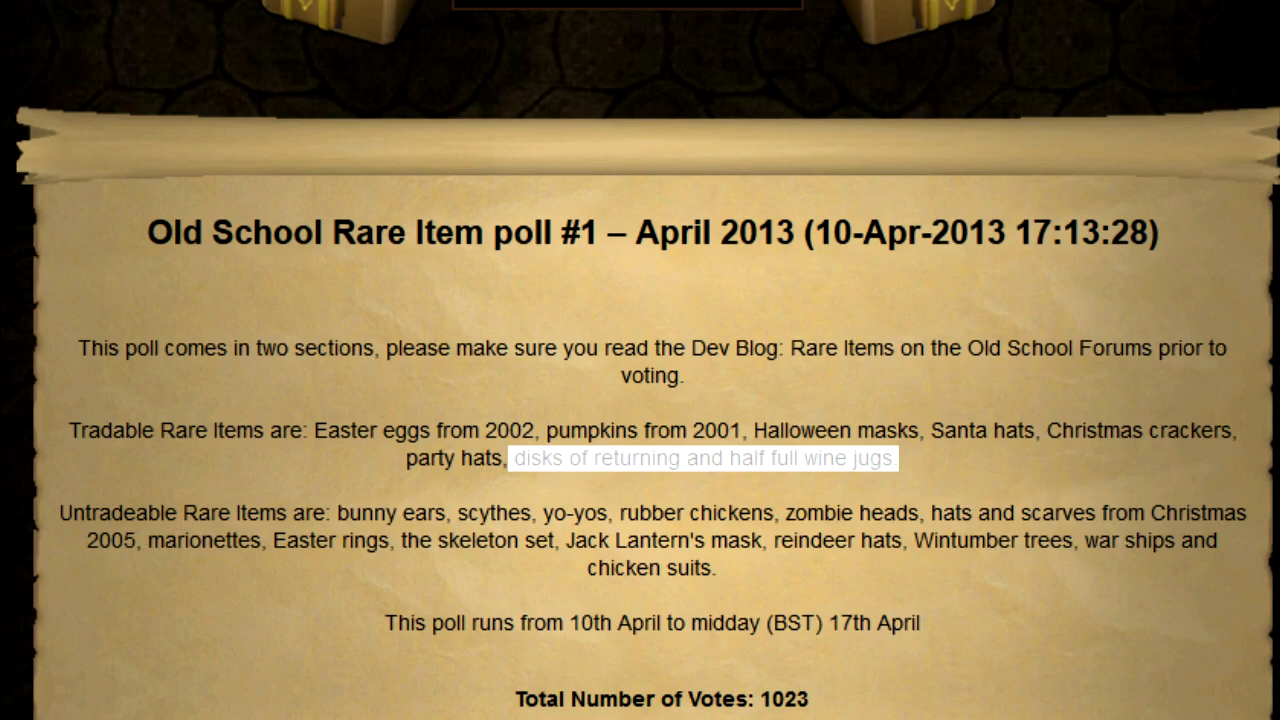 Old School Rare Item poll #1 – April 2013 (10-Apr-2013 17:13:28)
This poll comes in two sections, please make sure you read the Dev Blog: Rare Items on the Old School Forums prior to
voting.
Tradable Rare Items are: Easter eggs from 2002, pumpkins from 2001, Halloween masks, Santa hats, Christmas crackers,
party hats, disks of returning and half full wine jugs.
Untradeable Rare Items are: bunny ears, scythes, yo-yos, rubber chickens, zombie heads, hats and scarves from Christmas
2005, marionettes, Easter rings, the skeleton set, Jack Lantern's mask, reindeer hats, Wintumber trees, war ships and
chicken suits.
This poll runs from 10th April to midday (BST) 17th April
Total Number of Votes: 1023